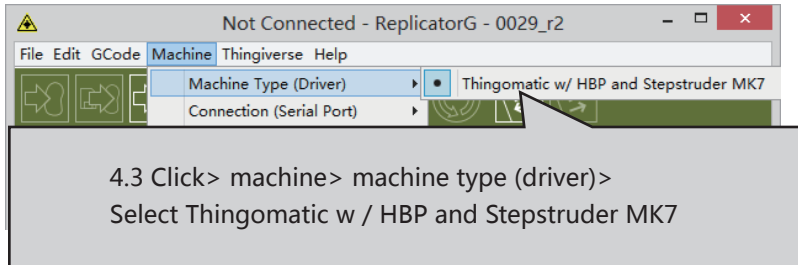 Not Connected - ReplicatorG - 0029_r2
File Edit GCode Machine Thingiverse Help
Machine Type (Driver)
Thingomatic w/ HBP and Stepstruder MK7
Connection (Serial Port)
4.3 Click> machine> machine type (driver)>
Select Thingomatic w / HBP and Stepstruder MK7